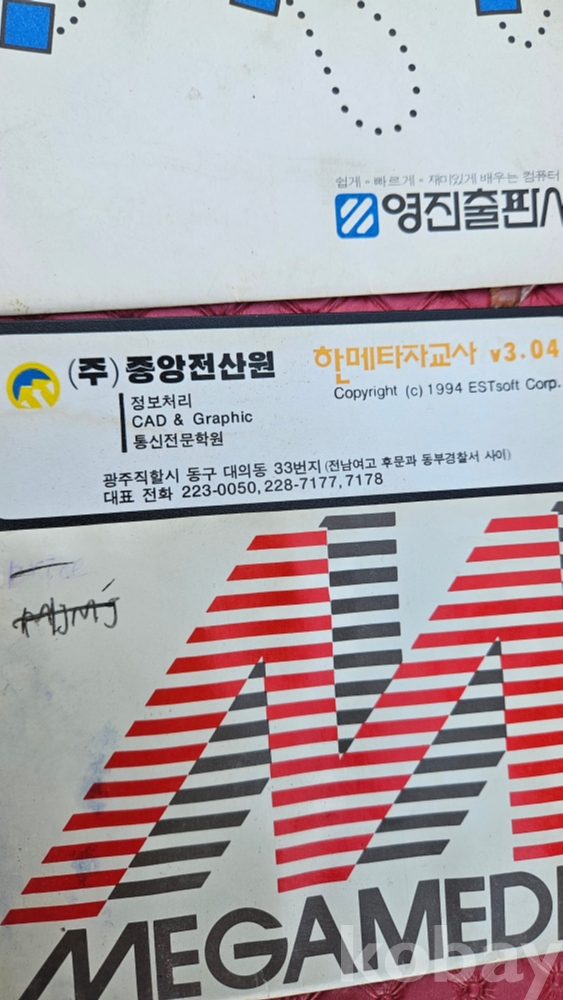 쉽게 • 빠르게 • 재미있게 배우는 컴퓨터
영진출판사
(주)중앙전산원
한메타자교사 v3.04
Copyright (c) 1994 ESTsoft Corp.
정보처리
CAD & Graphic
통신전문학원
광주직할시 동구 대의동 33번지 (전남여고 후문과 동부경찰서 사이)
대표 전화 223-0050, 228-7177, 7178
MEGAMEDI
kobay